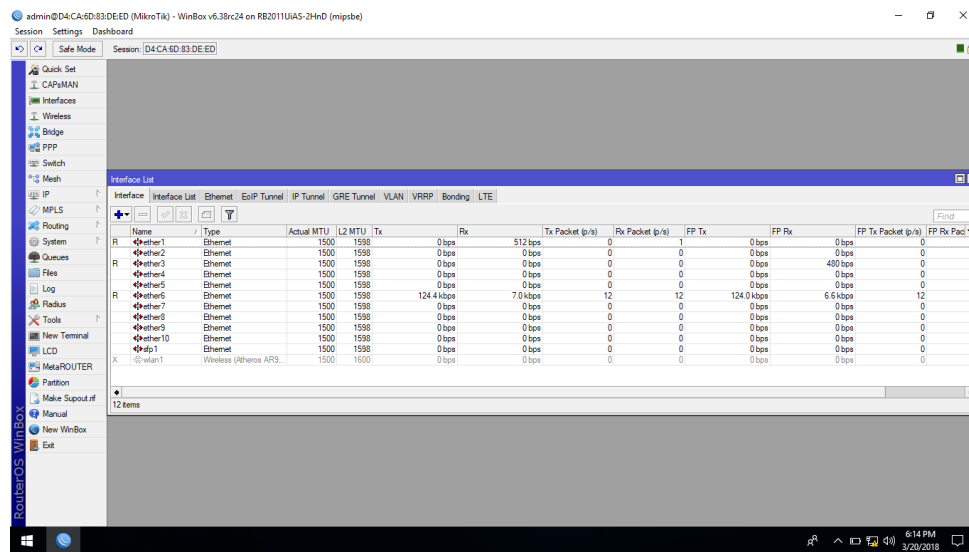 admin@D4:CA:6D:83:DE:ED (MikroTik) - WinBox v6.38rc24 on RB2011UiAS-2HnD (mipsbe)
Session Settings Dashboard
Safe Mode Session: D4:CA:6D:83:DE:ED
Quick Set
CAPsMAN
Interfaces
Wireless
Bridge
PPP
Switch
Mesh
IP
MPLS
Routing
System
Queues
Files
Log
Radius
Tools
New Terminal
LCD
MetaROUTER
Partition
Make Supout.rif
Manual
New WinBox
Exit
RouterOS WinBox
Interface List
Interface Interface List Ethernet EoIP Tunnel IP Tunnel GRE Tunnel VLAN VRRP Bonding LTE
Find
Name Type Actual MTU L2 MTU Tx Rx Tx Packet (p/s) Rx Packet (p/s) FP Tx FP Rx FP Tx Packet (p/s) FP Rx Pac
R ether1 Ethernet 1500 1598 0 bps 512 bps 0 1 0 bps 0 bps 0
ether2 Ethernet 1500 1598 0 bps 0 bps 0 0 0 bps 0 bps 0
R ether3 Ethernet 1500 1598 0 bps 0 bps 0 0 0 bps 480 bps 0
ether4 Ethernet 1500 1598 0 bps 0 bps 0 0 0 bps 0 bps 0
ether5 Ethernet 1500 1598 0 bps 0 bps 0 0 0 bps 0 bps 0
R ether6 Ethernet 1500 1598 124.4 kbps 7.0 kbps 12 12 124.0 kbps 6.6 kbps 12
ether7 Ethernet 1500 1598 0 bps 0 bps 0 0 0 bps 0 bps 0
ether8 Ethernet 1500 1598 0 bps 0 bps 0 0 0 bps 0 bps 0
ether9 Ethernet 1500 1598 0 bps 0 bps 0 0 0 bps 0 bps 0
ether10 Ethernet 1500 1598 0 bps 0 bps 0 0 0 bps 0 bps 0
sfp1 Ethernet 1500 1598 0 bps 0 bps 0 0 0 bps 0 bps 0
X wlan1 Wireless (Atheros AR9... 1500 1600 0 bps 0 bps 0 0 0 bps 0 bps 0
12 items
6:14 PM
3/20/2018